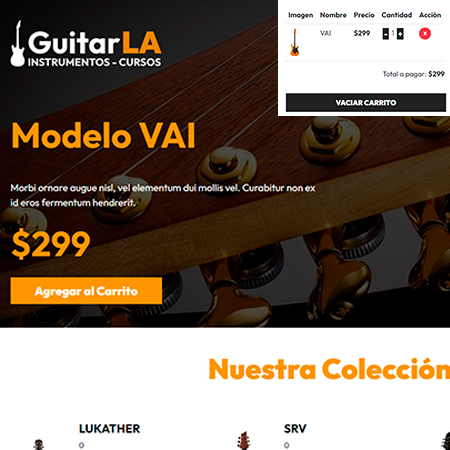 GuitarLA
INSTRUMENTOS - CURSOS
Imagen Nombre Precio Cantidad Acción
VAI $299 - 1 + X
Total a pagar: $299
VACIAR CARRITO
Modelo VAI
Morbi ornare augue nisl, vel elementum dui mollis vel. Curabitur non ex
id eros fermentum hendrerit.
$299
Agregar al Carrito
Nuestra Colección
LUKATHER
0
SRV
0